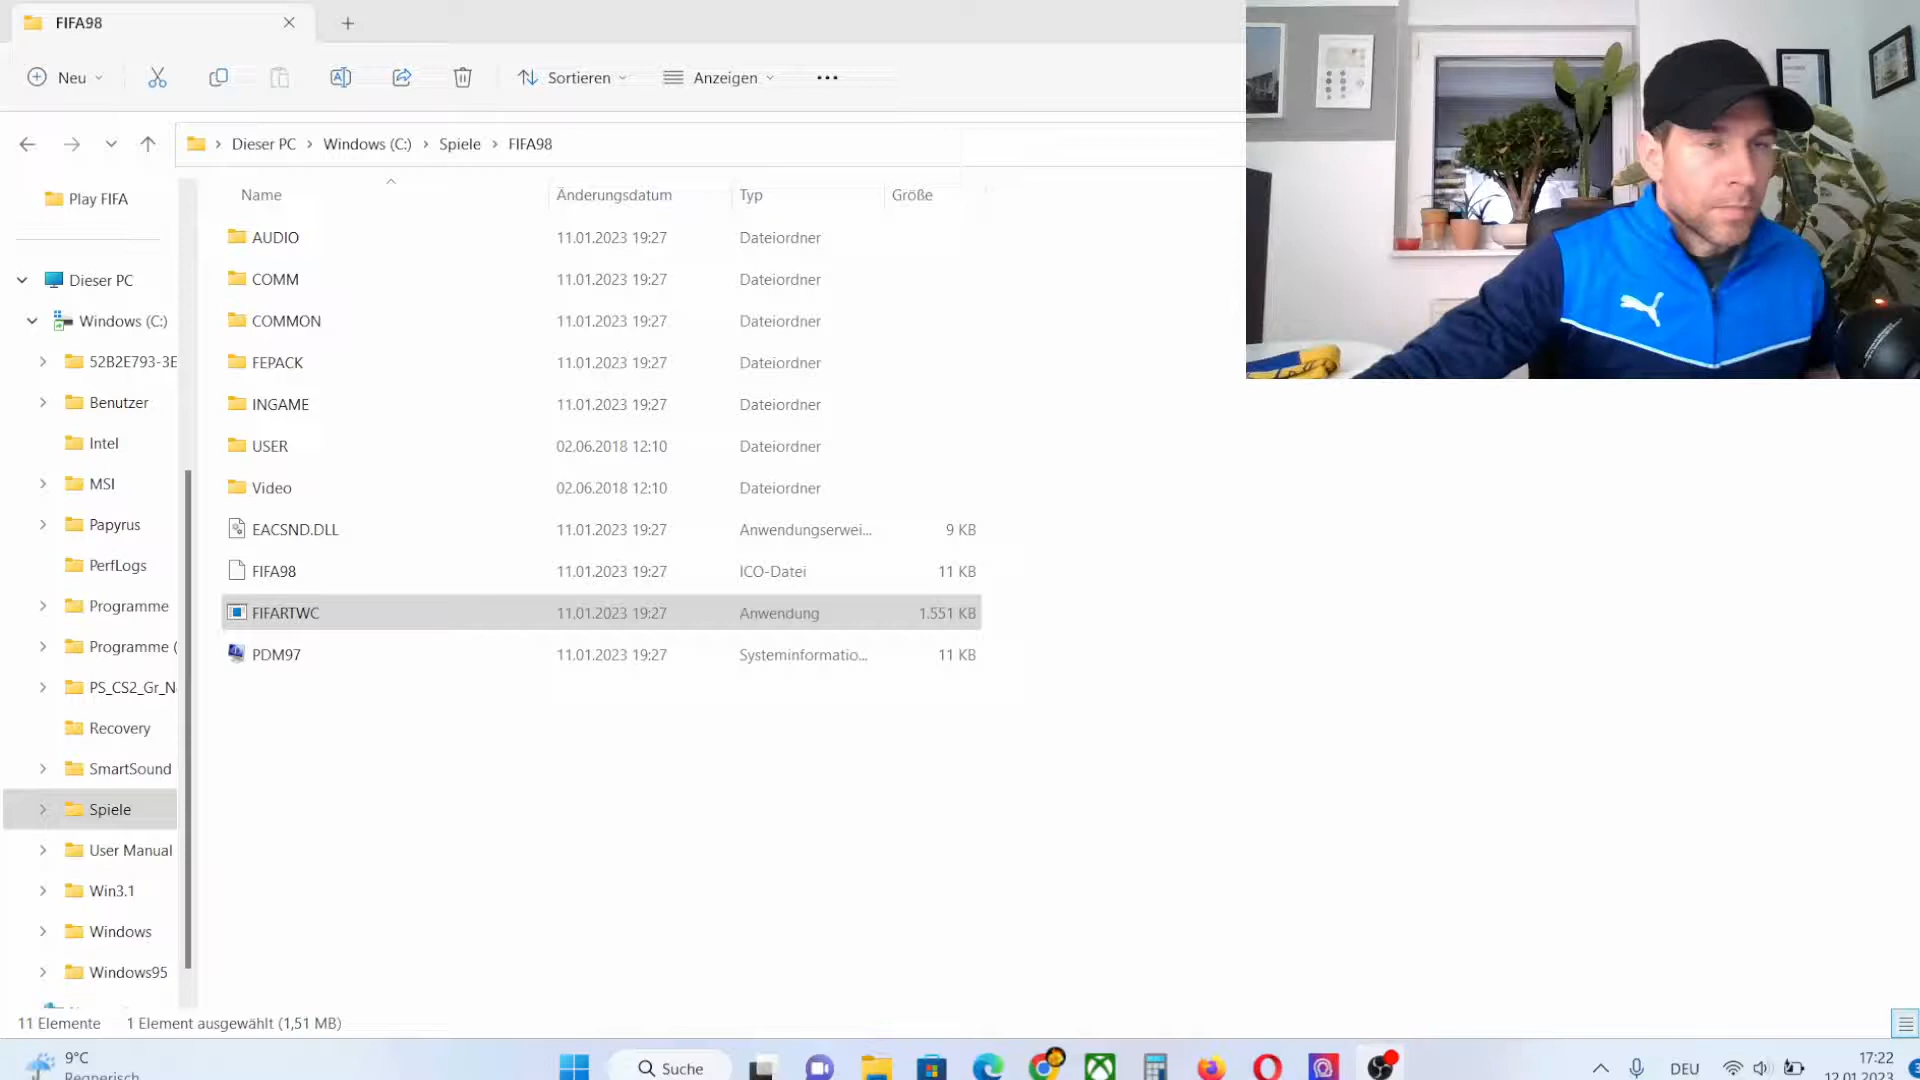 FIFA98
Neu
Sortieren
Anzeigen
Dieser PC > Windows (C:) > Spiele > FIFA98
Play FIFA
Dieser PC
Windows (C:)
52B2E793-3E
Benutzer
Intel
MSI
Papyrus
PerfLogs
Programme
Programme (
PS_CS2_Gr_N
Recovery
SmartSound
Spiele
User Manual
Win3.1
Windows
Windows95
Name Änderungsdatum Typ Größe
AUDIO 11.01.2023 19:27 Dateiordner
COMM 11.01.2023 19:27 Dateiordner
COMMON 11.01.2023 19:27 Dateiordner
FEPACK 11.01.2023 19:27 Dateiordner
INGAME 11.01.2023 19:27 Dateiordner
USER 02.06.2018 12:10 Dateiordner
Video 02.06.2018 12:10 Dateiordner
EACSND.DLL 11.01.2023 19:27 Anwendungserwei... 9 KB
FIFA98 11.01.2023 19:27 ICO-Datei 11 KB
FIFARTWC 11.01.2023 19:27 Anwendung 1.551 KB
PDM97 11.01.2023 19:27 Systeminformatio... 11 KB
11 Elemente 1 Element ausgewählt (1,51 MB)
9°C
Regnerisch
Suche
DEU
17:22
12.01.2023